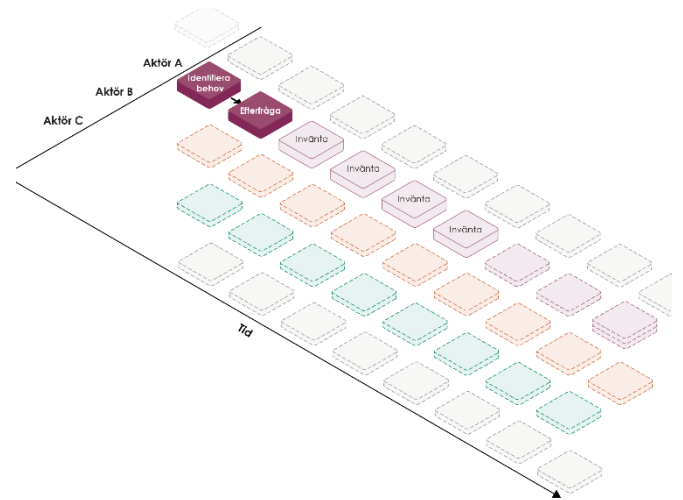 Aktör A
Aktör B
Aktör C
Identifiera
behov
Efterfråga
Invänta
Invänta
Invänta
Invänta
Tid